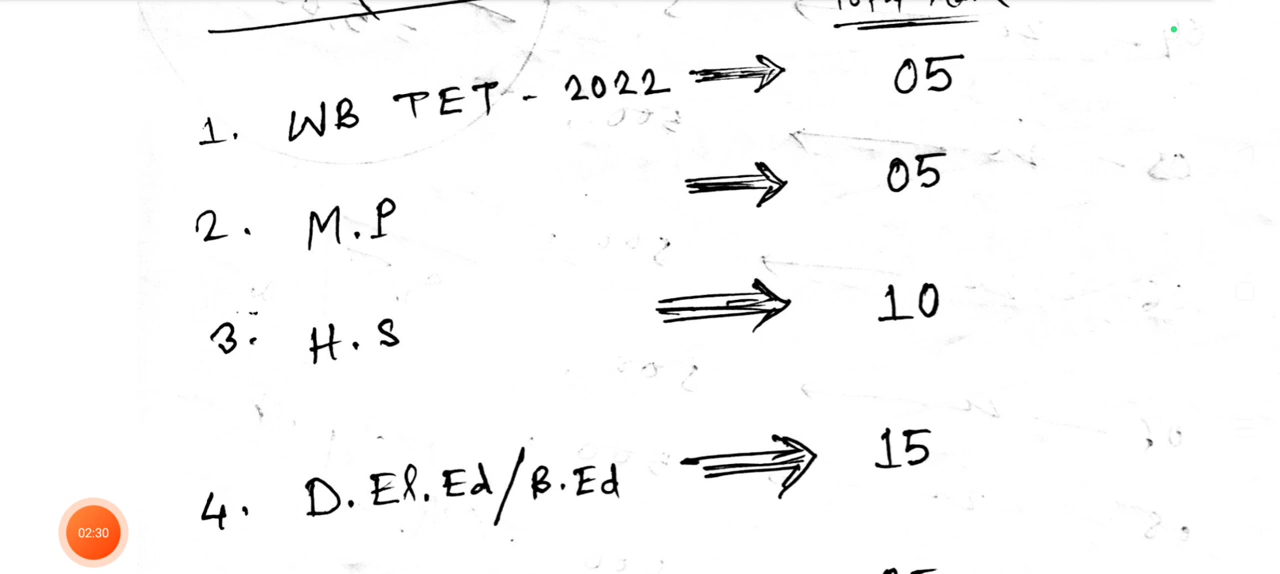 1. WB TET - 2022 ⇒ 05
2. M.P ⇒ 05
3. H.S ⇒ 10
4. D.El.Ed/B.Ed ⇒ 15
02:30